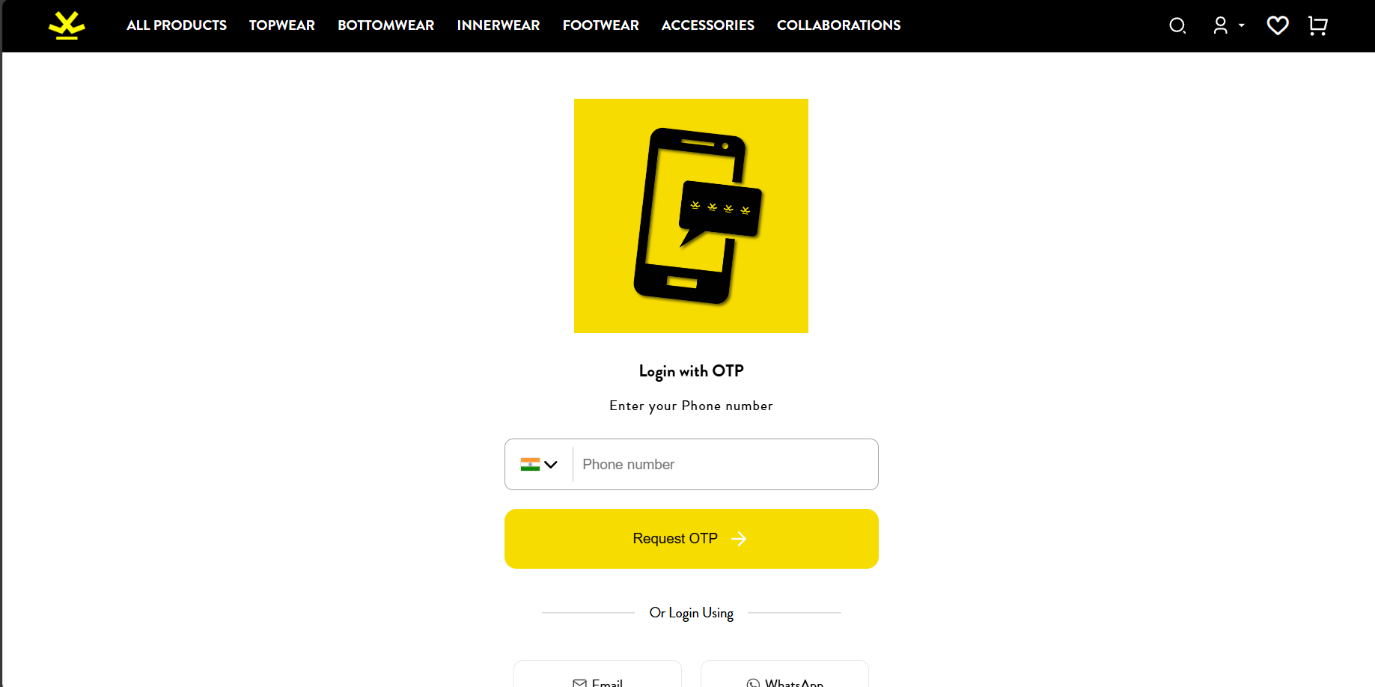 ALL PRODUCTS TOPWEAR BOTTOMWEAR INNERWEAR FOOTWEAR ACCESSORIES COLLABORATIONS
Login with OTP
Enter your Phone number
Phone number
Request OTP
Or Login Using
Email WhatsApp